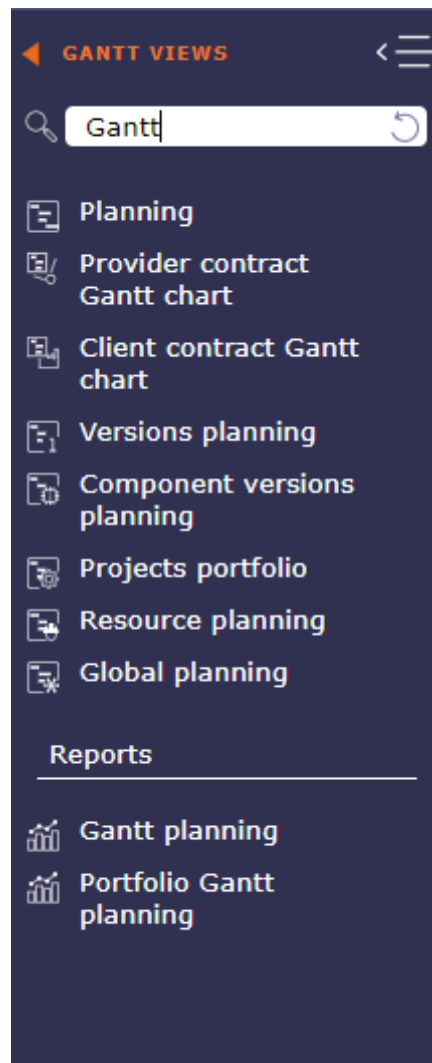 GANTT VIEWS
Gantt
Planning
Provider contract
Gantt chart
Client contract Gantt
chart
Versions planning
Component versions
planning
Projects portfolio
Resource planning
Global planning
Reports
Gantt planning
Portfolio Gantt
planning